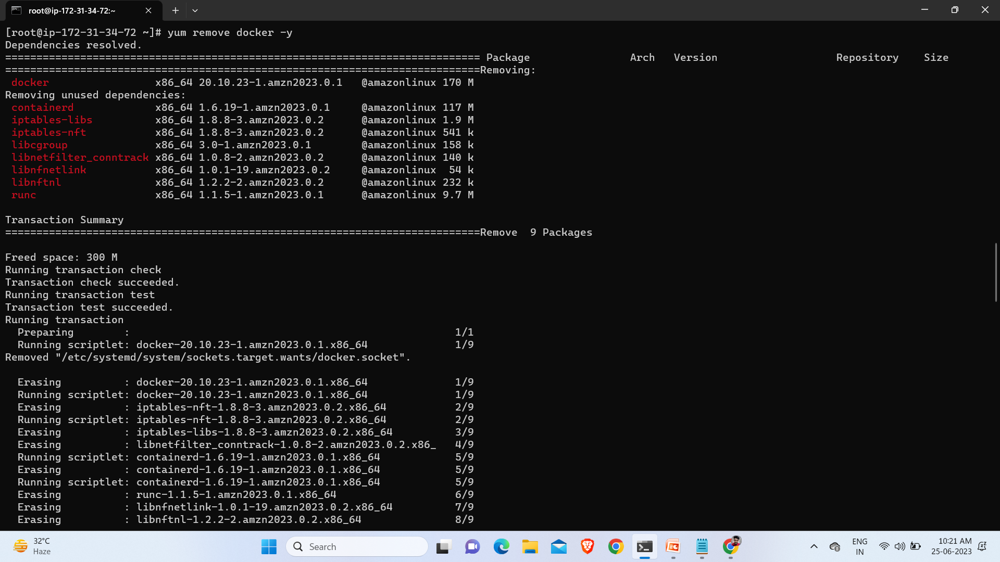 root@ip-172-31-34-72:~
[root@ip-172-31-34-72 ~]# yum remove docker -y
Dependencies resolved.
============================================================================ Package                Arch   Version                   Repository    Size
============================================================================Removing:
 docker                 x86_64 20.10.23-1.amzn2023.0.1   @amazonlinux 170 M
Removing unused dependencies:
 containerd             x86_64 1.6.19-1.amzn2023.0.1     @amazonlinux 117 M
 iptables-libs          x86_64 1.8.8-3.amzn2023.0.2      @amazonlinux 1.9 M
 iptables-nft           x86_64 1.8.8-3.amzn2023.0.2      @amazonlinux 541 k
 libcgroup              x86_64 3.0-1.amzn2023.0.1        @amazonlinux 158 k
 libnetfilter_conntrack x86_64 1.0.8-2.amzn2023.0.2      @amazonlinux 140 k
 libnfnetlink           x86_64 1.0.1-19.amzn2023.0.2     @amazonlinux  54 k
 libnftnl               x86_64 1.2.2-2.amzn2023.0.2      @amazonlinux 232 k
 runc                   x86_64 1.1.5-1.amzn2023.0.1      @amazonlinux 9.7 M
Transaction Summary
============================================================================Remove  9 Packages
Freed space: 300 M
Running transaction check
Transaction check succeeded.
Running transaction test
Transaction test succeeded.
Running transaction
  Preparing        :                                                    1/1
  Running scriptlet: docker-20.10.23-1.amzn2023.0.1.x86_64              1/9
Removed "/etc/systemd/system/sockets.target.wants/docker.socket".
  Erasing          : docker-20.10.23-1.amzn2023.0.1.x86_64              1/9
  Running scriptlet: docker-20.10.23-1.amzn2023.0.1.x86_64              1/9
  Erasing          : iptables-nft-1.8.8-3.amzn2023.0.2.x86_64           2/9
  Running scriptlet: iptables-nft-1.8.8-3.amzn2023.0.2.x86_64           2/9
  Erasing          : iptables-libs-1.8.8-3.amzn2023.0.2.x86_64          3/9
  Erasing          : libnetfilter_conntrack-1.0.8-2.amzn2023.0.2.x86_   4/9
  Running scriptlet: containerd-1.6.19-1.amzn2023.0.1.x86_64            5/9
  Erasing          : containerd-1.6.19-1.amzn2023.0.1.x86_64            5/9
  Running scriptlet: containerd-1.6.19-1.amzn2023.0.1.x86_64            5/9
  Erasing          : runc-1.1.5-1.amzn2023.0.1.x86_64                   6/9
  Erasing          : libnfnetlink-1.0.1-19.amzn2023.0.2.x86_64          7/9
  Erasing          : libnftnl-1.2.2-2.amzn2023.0.2.x86_64               8/9
32°C
Haze
Search
ENG
IN
10:21 AM
25-06-2023